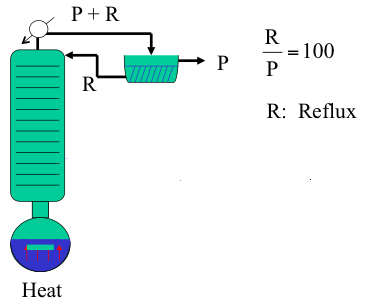 P + R
R
P
R/P = 100
R: Reflux
Heat